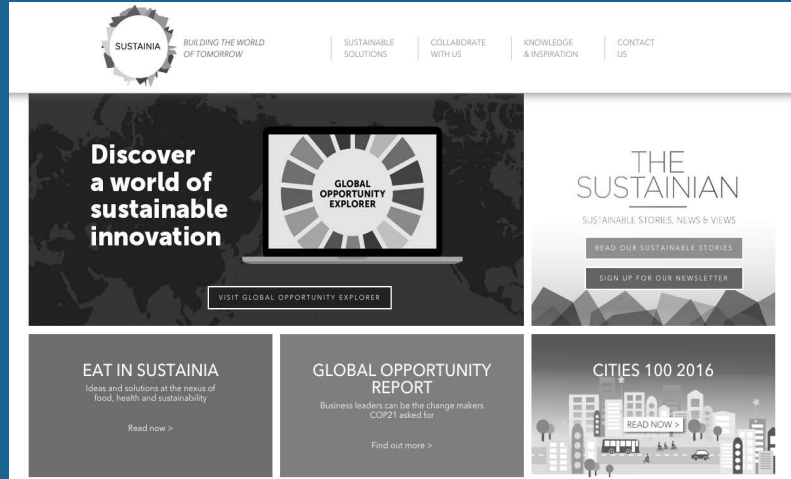 SUSTAINIA
BUILDING THE WORLD
OF TOMORROW
SUSTAINABLE
SOLUTIONS
COLLABORATE
WITH US
KNOWLEDGE
& INSPIRATION
CONTACT
US
Discover
a world of
sustainable
innovation
GLOBAL
OPPORTUNITY
EXPLORER
VISIT GLOBAL OPPORTUNITY EXPLORER
THE
SUSTAINIAN
SUSTAINABLE STORIES, NEWS & VIEWS
READ OUR SUSTAINABLE STORIES
SIGN UP FOR OUR NEWSLETTER
EAT IN SUSTAINIA
Ideas and solutions at the nexus of
food, health and sustainability
Read now >
GLOBAL OPPORTUNITY
REPORT
Business leaders can be the change makers
COP21 asked for
Find out more >
CITIES 100 2016
READ NOW >